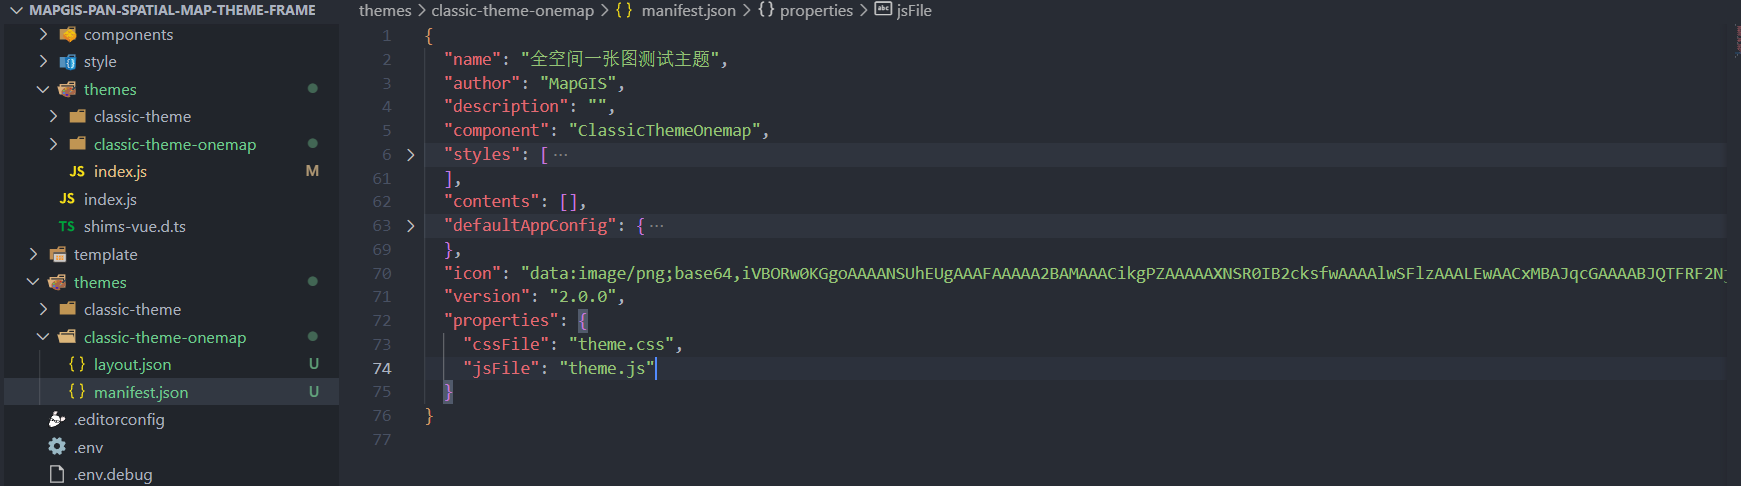 MAPGIS-PAN-SPATIAL-MAP-THEME-FRAME
components
style
themes
classic-theme
classic-theme-onemap
JS index.js M
JS index.js
TS shims-vue.d.ts
template
themes
classic-theme
classic-theme-onemap
{} layout.json U
{} manifest.json U
.editorconfig
.env
.env.debug
themes > classic-theme-onemap > {} manifest.json > {} properties > abc jsFile
1 {
2 "name": "全空间一张图测试主题",
3 "author": "MapGIS",
4 "description": "",
5 "component": "ClassicThemeOnemap",
6 "styles": [ ···
61 ],
62 "contents": [],
63 "defaultAppConfig": { ···
69 },
70 "icon": "data:image/png;base64,iVBORw0KGgoAAAANSUhEUgAAAFAAAAA2BAMAAACikgPZAAAAAXNSR0IB2cksfwAAAAlwSFlzAAALEwAACxMBAJqcGAAAABJQTFRF2N
71 "version": "2.0.0",
72 "properties": {
73 "cssFile": "theme.css",
74 "jsFile": "theme.js"
75 }
76 }
77